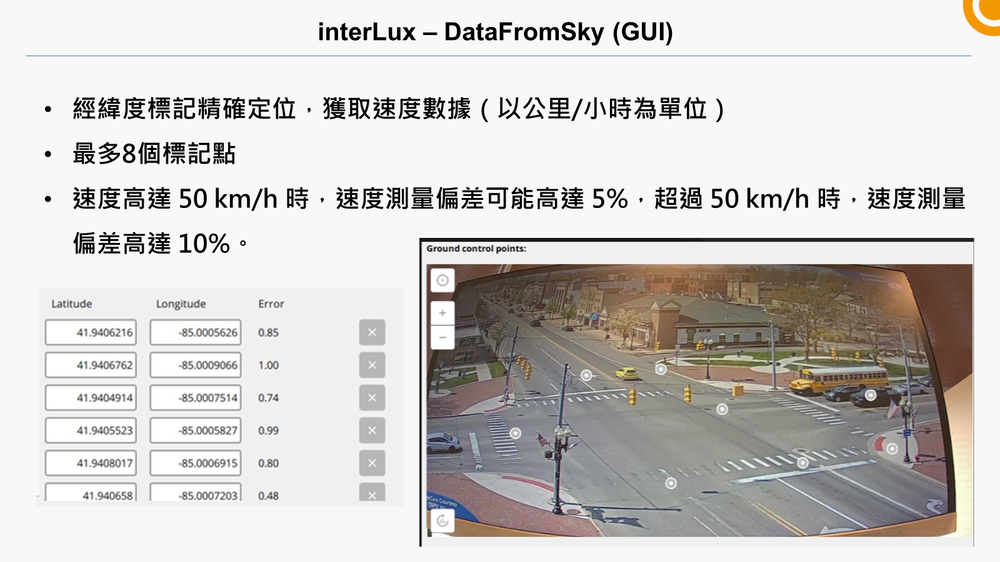 interLux – DataFromSky (GUI)
• 經緯度標記精確定位，獲取速度數據（以公里/小時為單位）
• 最多8個標記點
• 速度高達 50 km/h 時，速度測量偏差可能高達 5%，超過 50 km/h 時，速度測量
偏差高達 10%。
Ground control points:
Latitude Longitude Error
41.9406216 -85.0005626 0.85
41.9406762 -85.0009066 1.00
41.9404914 -85.0007514 0.74
41.9405523 -85.0005827 0.99
41.9408017 -85.0006915 0.80
41.940658 -85.0007203 0.48
ATM
Courtesy